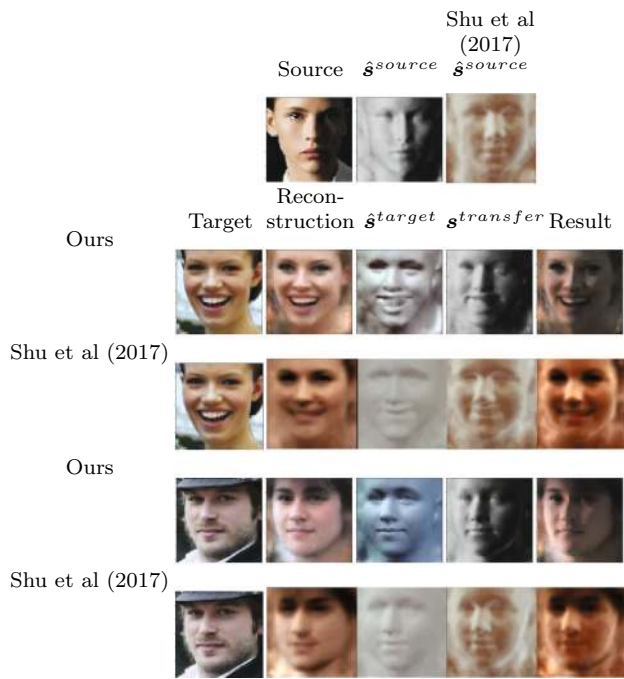 Shu et al
(2017)
Source ŝ^source ŝ^source
Recon-
Target struction ŝ^target s^transfer Result
Ours
Shu et al (2017)
Ours
Shu et al (2017)